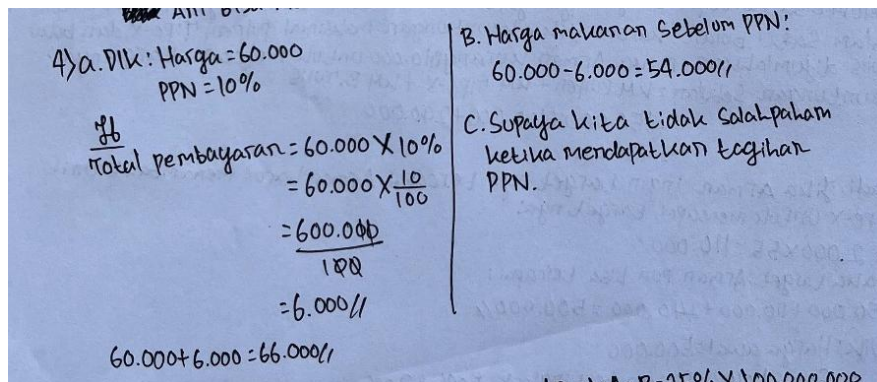 4) a. Dik : Harga = 60.000
PPN = 10%
Jb
Total pembayaran = 60.000 X 10%
= 60.000 X 10/100
= 600.000
100
= 6.000//
60.000 + 6.000 = 66.000//
B. Harga makanan sebelum PPN:
60.000 - 6.000 = 54.000//
C. Supaya kita tidak salahpaham
ketika mendapatkan tagihan
PPN.